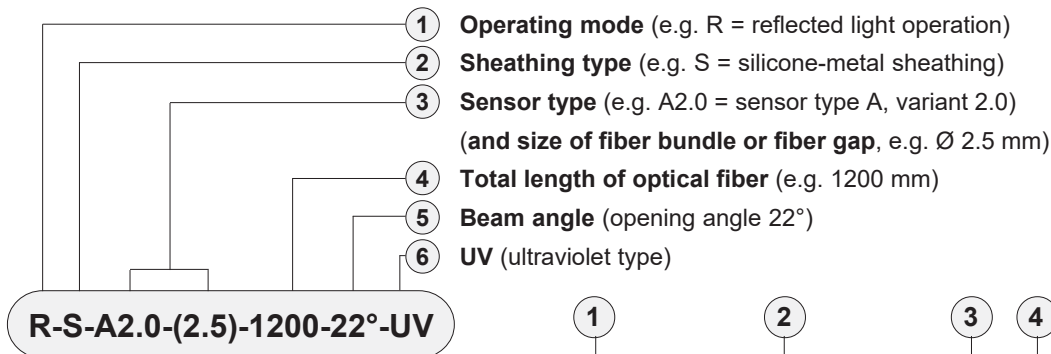 1 Operating mode (e.g. R = reflected light operation)
2 Sheathing type (e.g. S = silicone-metal sheathing)
3 Sensor type (e.g. A2.0 = sensor type A, variant 2.0)
(and size of fiber bundle or fiber gap, e.g. Ø 2.5 mm)
4 Total length of optical fiber (e.g. 1200 mm)
5 Beam angle (opening angle 22°)
6 UV (ultraviolet type)
R-S-A2.0-(2.5)-1200-22°-UV
1 2 3 4